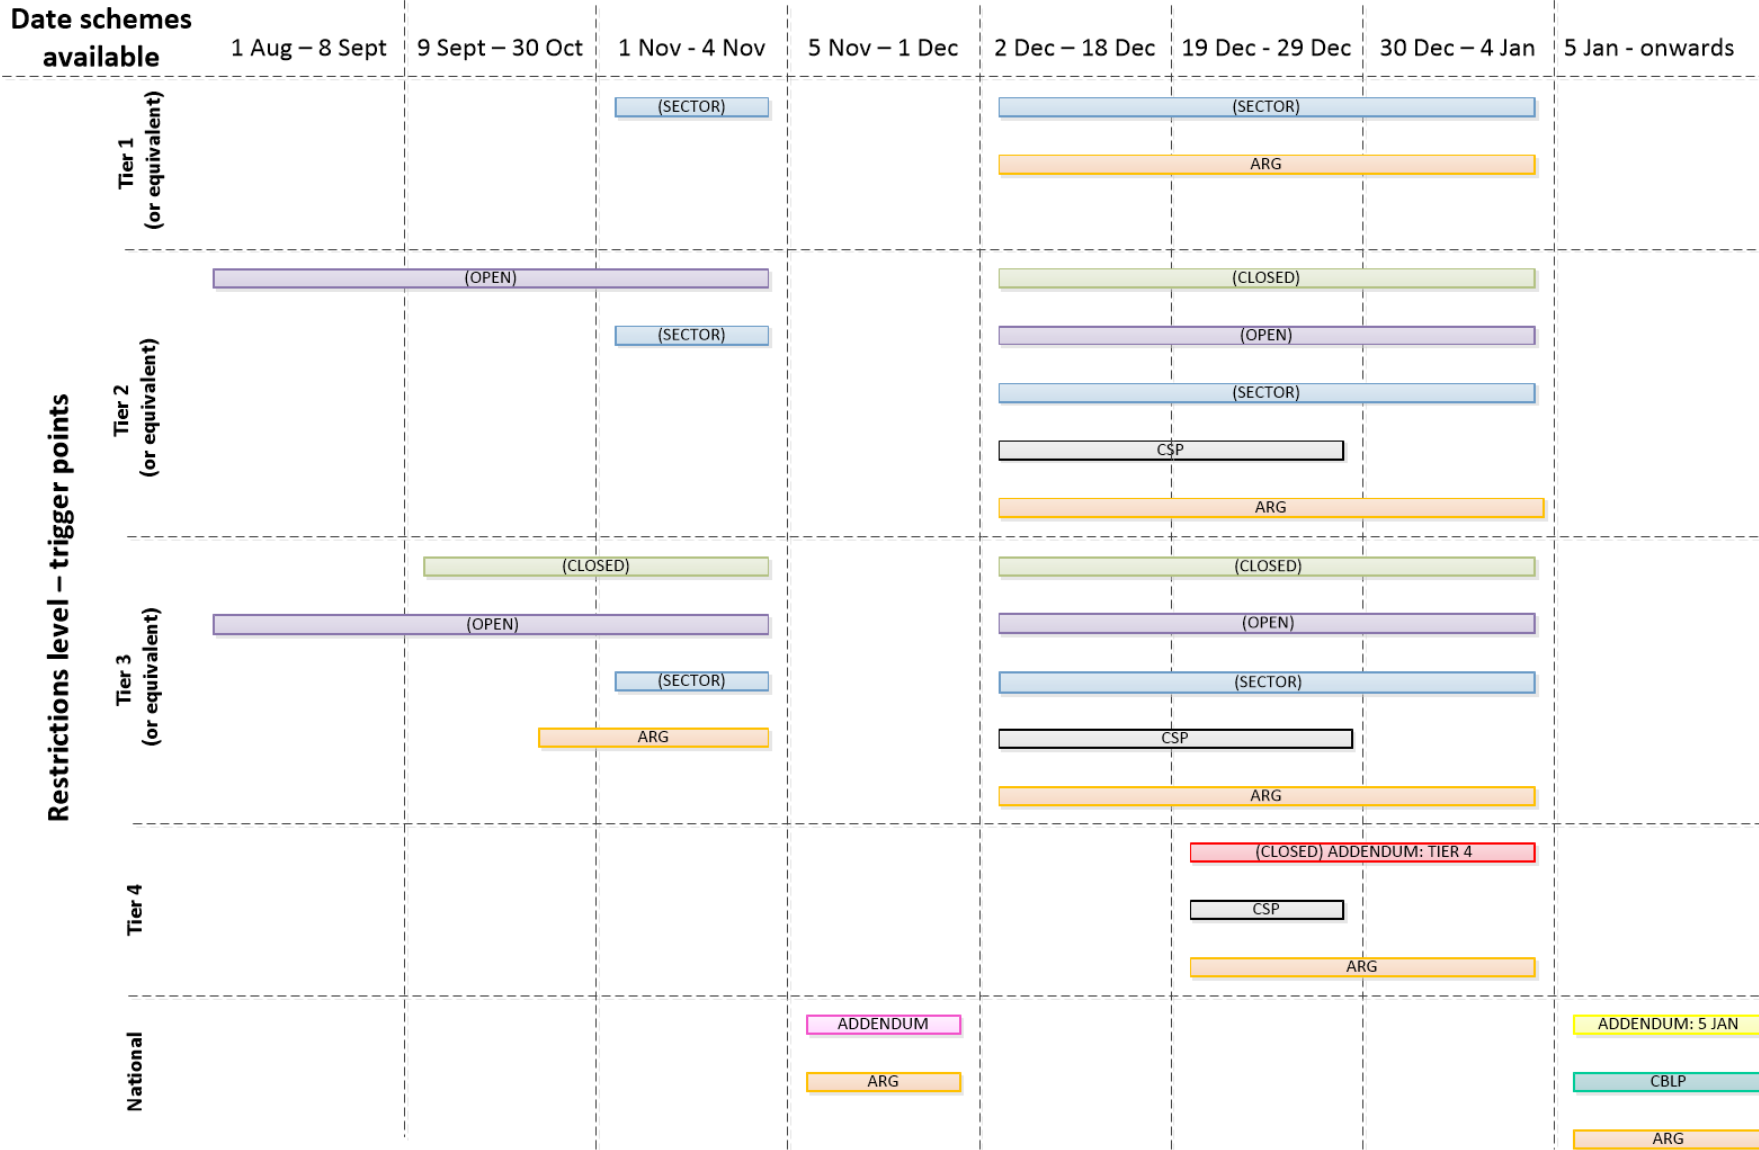 Date schemes
available
1 Aug – 8 Sept
9 Sept – 30 Oct
1 Nov - 4 Nov
5 Nov – 1 Dec
2 Dec – 18 Dec
19 Dec - 29 Dec
30 Dec – 4 Jan
5 Jan - onwards
Restrictions level – trigger points
Tier 1
(or equivalent)
(SECTOR)
(SECTOR)
ARG
Tier 2
(or equivalent)
(OPEN)
(CLOSED)
(SECTOR)
(OPEN)
(SECTOR)
CSP
ARG
Tier 3
(or equivalent)
(CLOSED)
(CLOSED)
(OPEN)
(OPEN)
(SECTOR)
(SECTOR)
ARG
CSP
ARG
Tier 4
(CLOSED) ADDENDUM: TIER 4
CSP
ARG
National
ADDENDUM
ADDENDUM: 5 JAN
ARG
CBLP
ARG